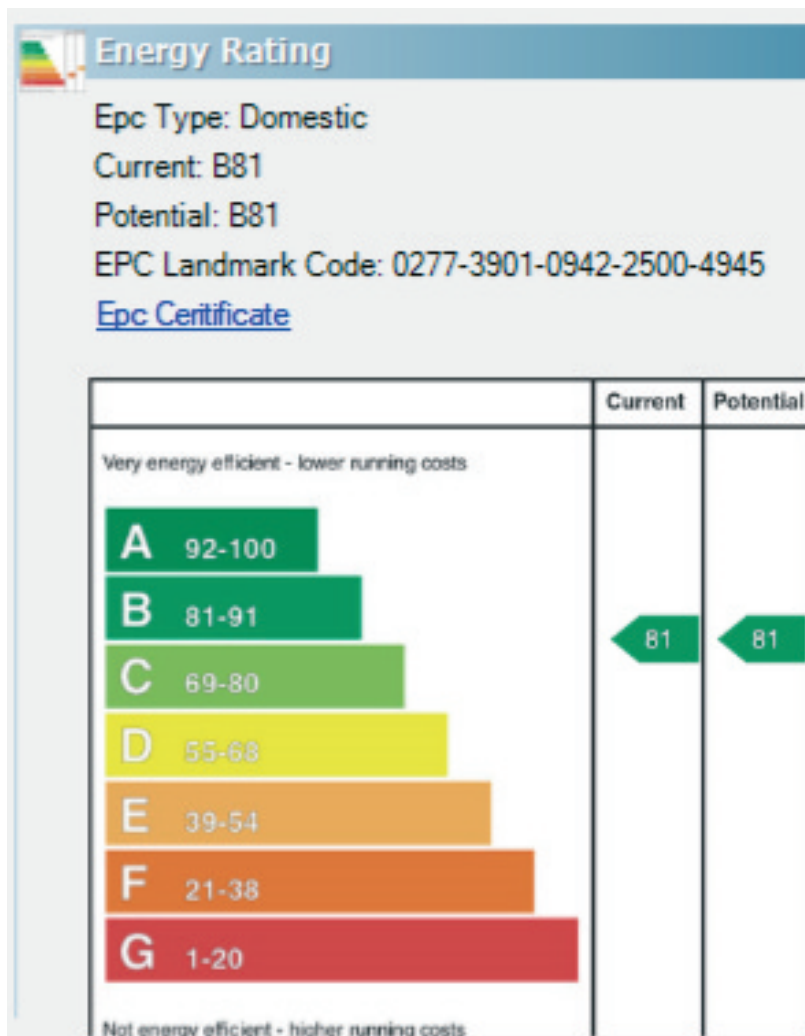 Energy Rating
Epc Type: Domestic
Current: B81
Potential: B81
EPC Landmark Code: 0277-3901-0942-2500-4945
Epc Ceritificate
Current Potential
Very energy efficient - lower running costs
A 92-100
B 81-91
81 81
C 69-80
D 55-68
E 39-54
F 21-38
G 1-20
Not energy efficient - higher running costs